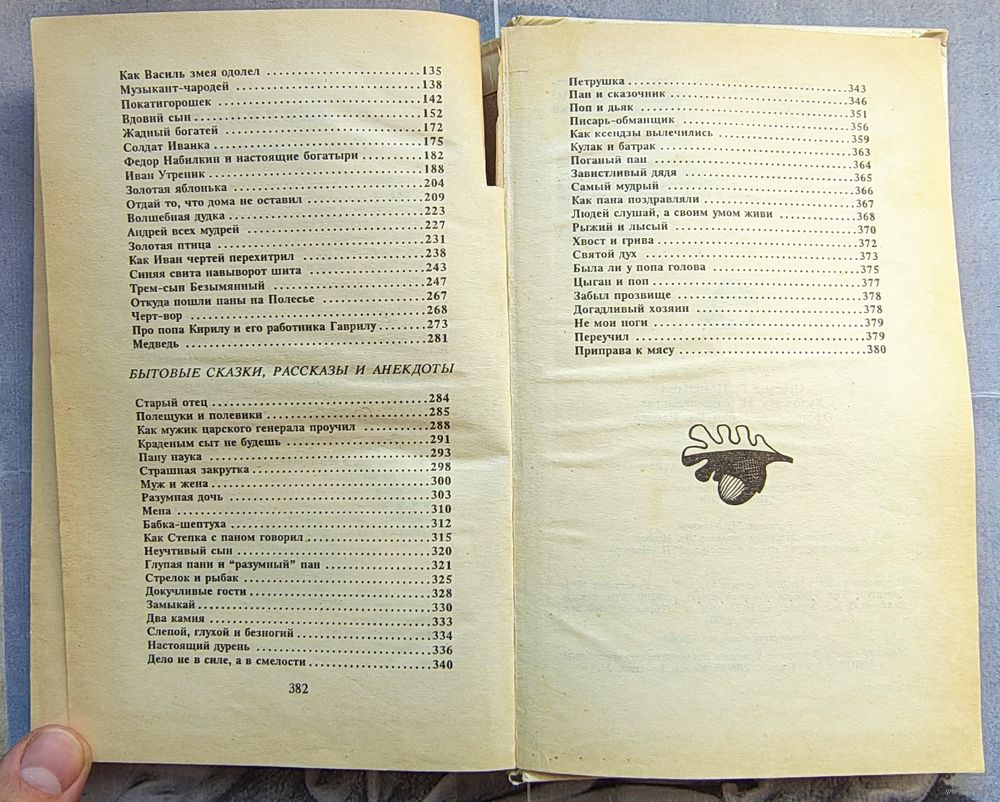 Как Василь змея одолел ........................135
Музыкант-чародей ........................138
Покатигорошек ........................142
Вдовий сын ........................152
Жадный богатей ........................172
Солдат Иванка ........................175
Федор Набилкин и настоящие богатыри ........................182
Иван Утреник ........................188
Золотая яблонька ........................204
Отдай то, что дома не оставил ........................209
Волшебная дудка ........................223
Андрей всех мудрей ........................227
Золотая птица ........................231
Как Иван чертей перехитрил ........................238
Синяя свита навыворот шита ........................243
Трем-сын Безымянный ........................247
Откуда пошли паны на Полесье ........................267
Черт-вор ........................268
Про попа Кирилу и его работника Гаврилу ........................273
Медведь ........................281
БЫТОВЫЕ СКАЗКИ, РАССКАЗЫ И АНЕКДОТЫ
Старый отец ........................284
Полещуки и полевики ........................285
Как мужик царского генерала проучил ........................288
Краденым сыт не будешь ........................291
Пану наука ........................293
Страшная закрутка ........................298
Муж и жена ........................300
Разумная дочь ........................303
Мена ........................310
Бабка-шептуха ........................312
Как Степка с паном говорил ........................315
Неучтивый сын ........................320
Глупая пани и “разумный” пан ........................321
Стрелок и рыбак ........................325
Докучливые гости ........................328
Замыкай ........................330
Два камня ........................333
Слепой, глухой и безногий ........................334
Настоящий дурень ........................336
Дело не в силе, а в смелости ........................340
382
Петрушка ........................343
Пан и сказочник ........................346
Поп и дьяк ........................351
Писарь-обманщик ........................356
Как ксендзы вылечились ........................359
Кулак и батрак ........................363
Поганый пан ........................364
Завистливый дядя ........................365
Самый мудрый ........................366
Как пана поздравляли ........................367
Людей слушай, а своим умом живи ........................368
Рыжий и лысый ........................370
Хвост и грива ........................372
Святой дух ........................373
Была ли у попа голова ........................375
Цыган и поп ........................377
Забыл прозвище ........................378
Догадливый хозяин ........................378
Не мои ноги ........................379
Переучил ........................379
Приправа к мясу ........................380